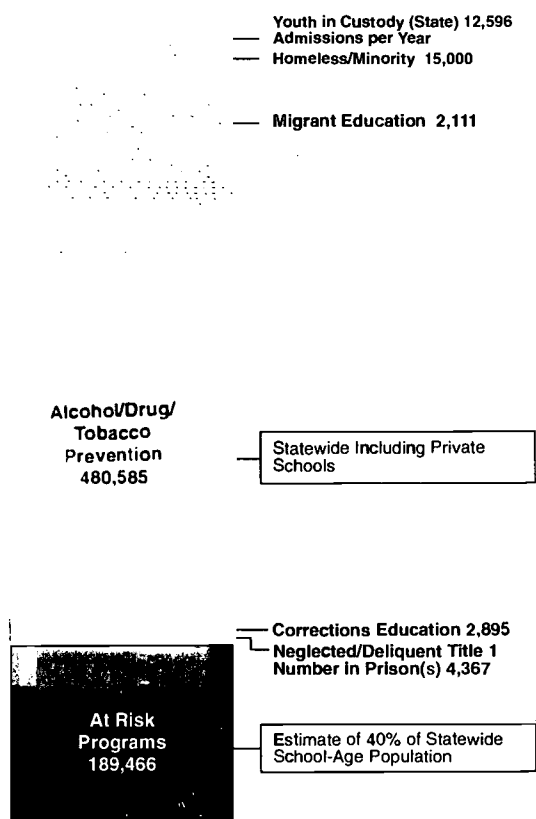 Youth in Custody (State) 12,596
Admissions per Year
Homeless/Minority 15,000
Migrant Education 2,111
Alcohol/Drug/
Tobacco
Prevention
480,585
Statewide Including Private
Schools
Corrections Education 2,895
Neglected/Deliquent Title 1
Number in Prison(s) 4,367
At Risk
Programs
189,466
Estimate of 40% of Statewide
School-Age Population